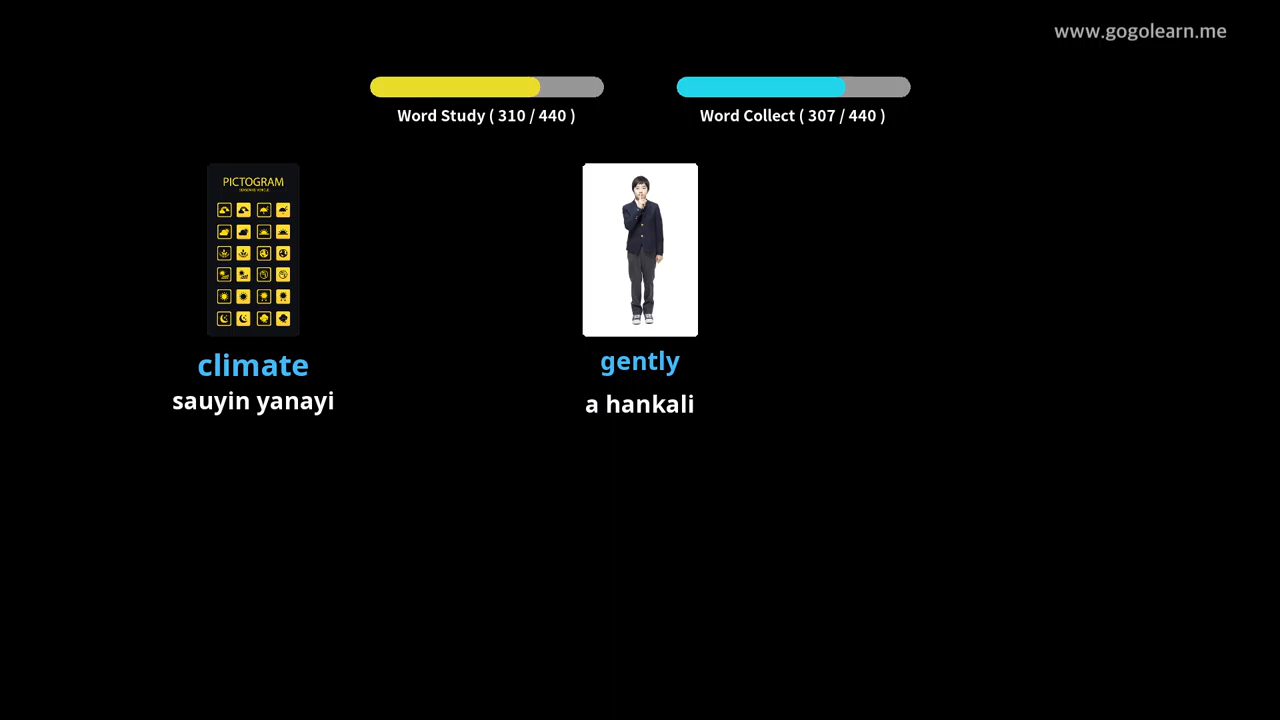 www.gogolearn.me
Word Study ( 310 / 440 )
Word Collect ( 307 / 440 )
PICTOGRAM
climate
sauyin yanayi
gently
a hankali